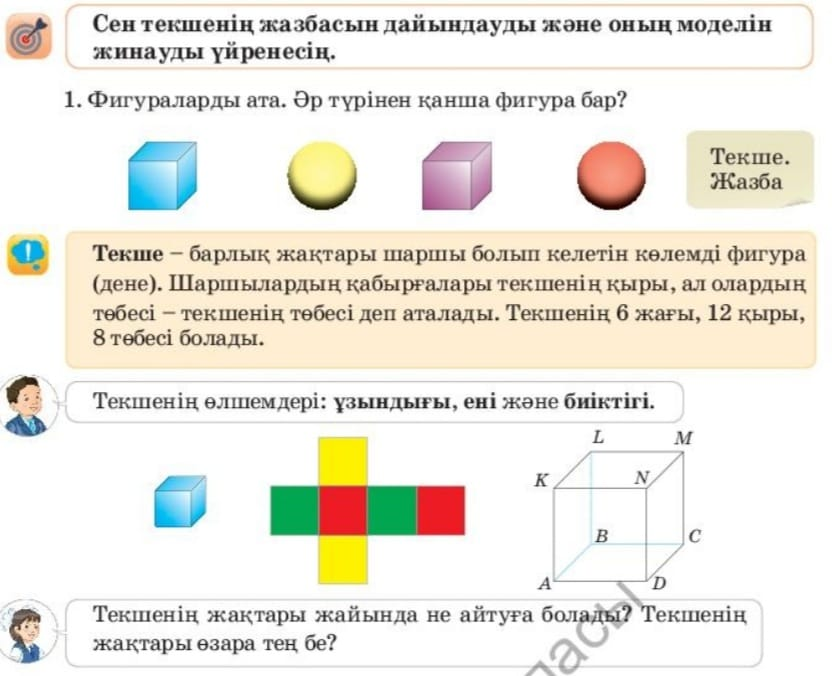 Сен текшенің жазбасын дайындауды және оның моделін
жинауды үйренесің.
1. Фигураларды ата. Әр түрінен қанша фигура бар?
Текше.
Жазба
Текше – барлық жақтары шаршы болып келетін көлемді фигура
(дене). Шаршылардың қабырғалары текшенің қыры, ал олардың
төбесі – текшенің төбесі деп аталады. Текшенің 6 жағы, 12 қыры,
8 төбесі болады.
Текшенің өлшемдері: ұзындығы, ені және биіктігі.
L M
K N
B C
A D
Текшенің жақтары жайында не айтуға болады? Текшенің
жақтары өзара тең бе?